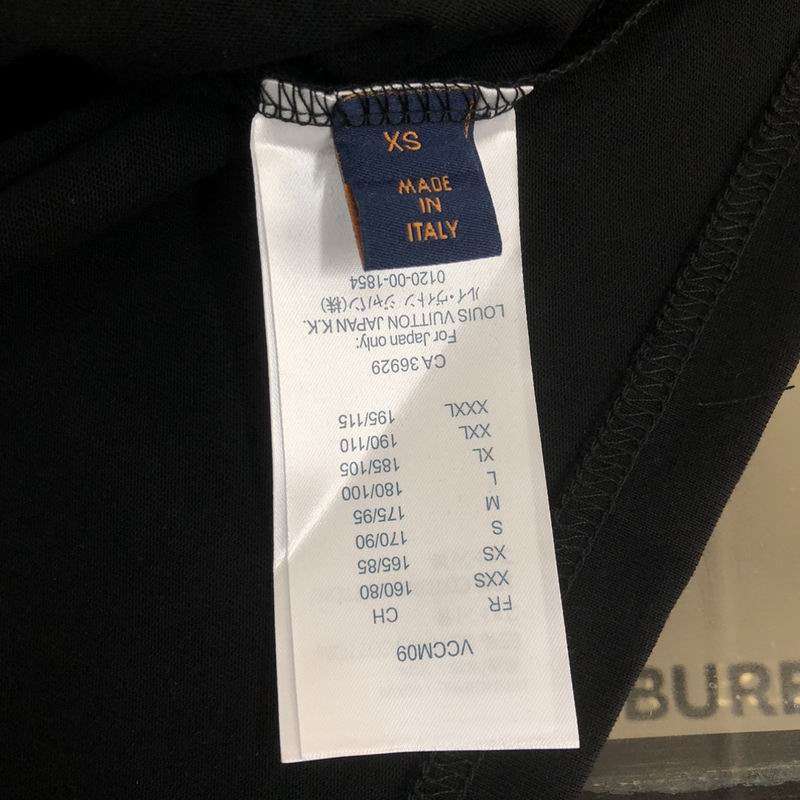 XS
MADE
IN
ITALY
VCCM09
FR CH
XXS 160/80
XS 165/85
S 170/90
M 175/95
L 180/100
XL 185/105
XXL 190/110
XXXL 195/115
CA 36929
For Japan only:
LOUIS VUITTON JAPAN K.K.
ルイ・ヴィトン ジャパン(株)
0120-00-1854
BURB